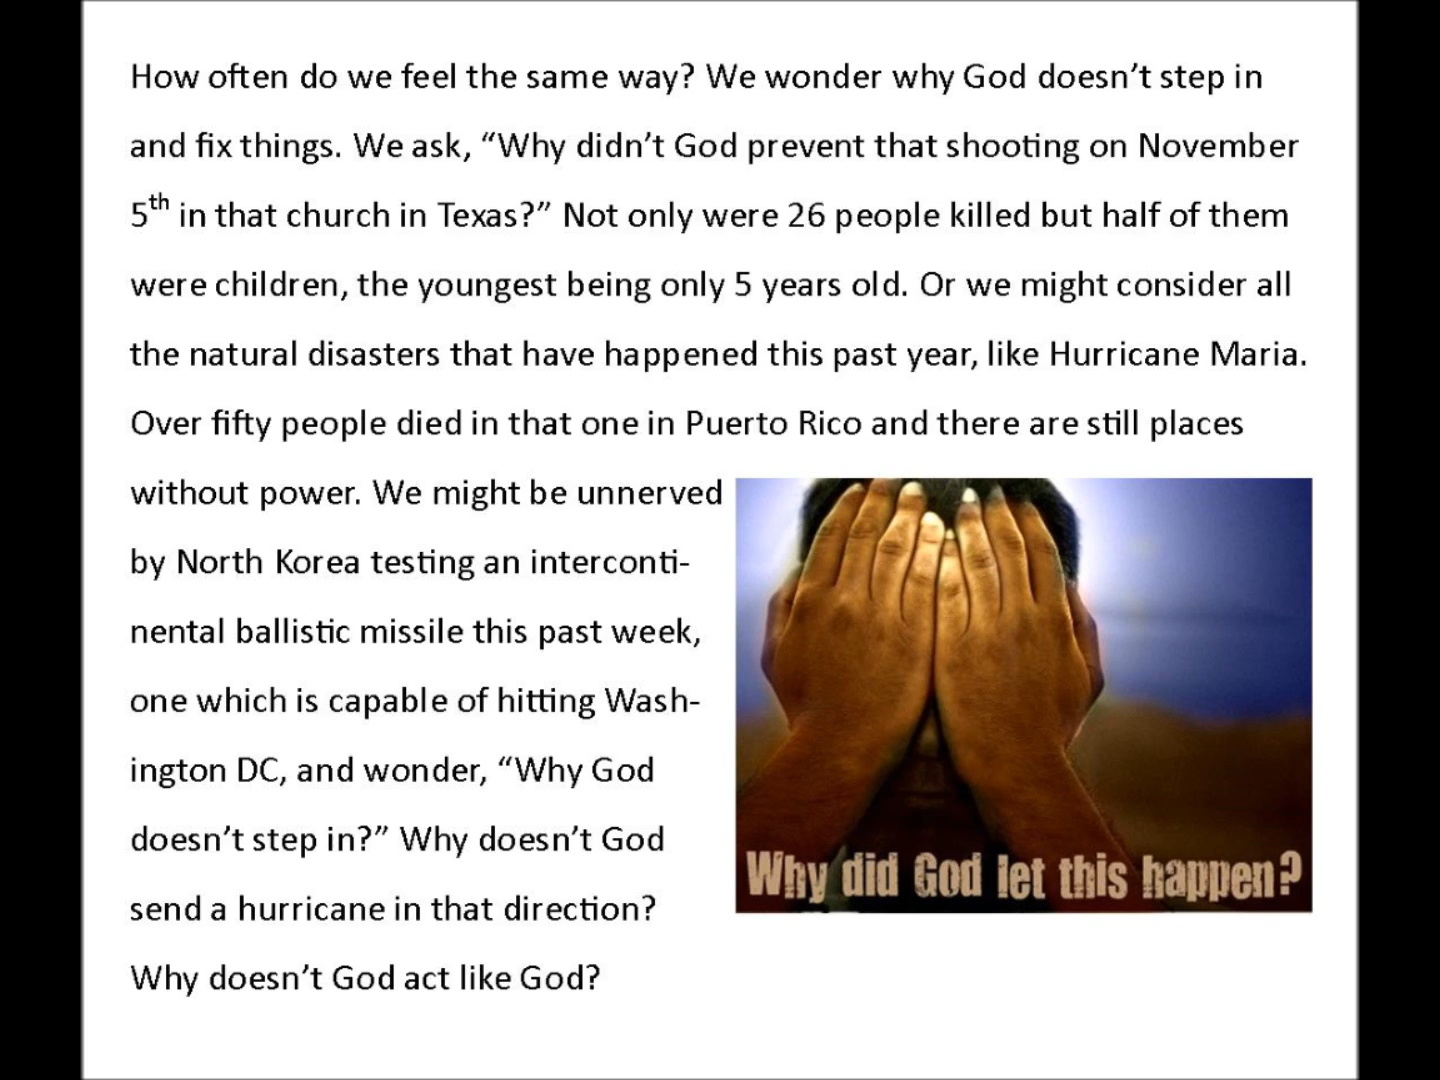 How often do we feel the same way? We wonder why God doesn’t step in
and fix things. We ask, “Why didn’t God prevent that shooting on November
5th in that church in Texas?” Not only were 26 people killed but half of them
were children, the youngest being only 5 years old. Or we might consider all
the natural disasters that have happened this past year, like Hurricane Maria.
Over fifty people died in that one in Puerto Rico and there are still places
without power. We might be unnerved
by North Korea testing an interconti-
nental ballistic missile this past week,
one which is capable of hitting Wash-
ington DC, and wonder, “Why God
doesn’t step in?” Why doesn’t God
send a hurricane in that direction?
Why doesn’t God act like God?
Why did God let this happen?